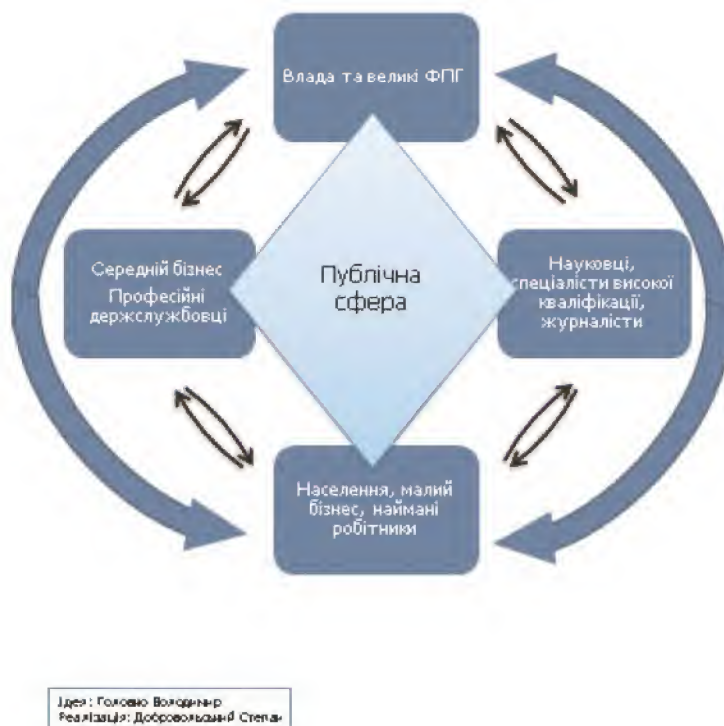 Влада та великі ФПГ
Середній бізнес
Професійні
держслужбовці
Публічна
сфера
Науковці,
спеціалісти високої
кваліфікації,
журналісти
Населення, малий
бізнес, наймані
робітники
Ідея: Головко Володимир
Реалізація: Добровольський Степан